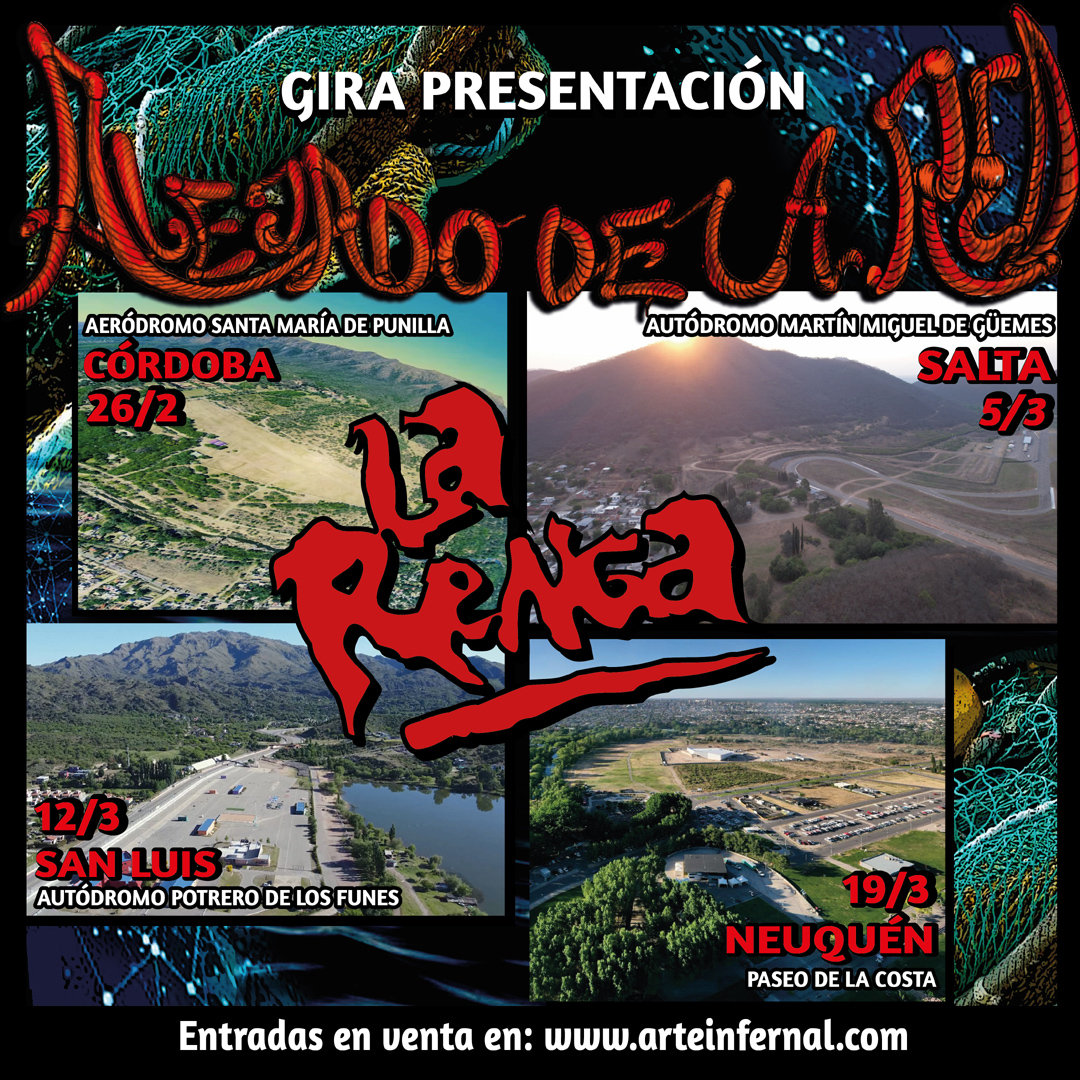 GIRA PRESENTACIÓN
ALEJADO DE LA RED
AERÓDROMO SANTA MARÍA DE PUNILLA
CÓRDOBA
26/2
AUTÓDROMO MARTÍN MIGUEL DE GÜEMES
SALTA
5/3
La
RENGa
12/3
SAN LUIS
AUTÓDROMO POTRERO DE LOS FUNES
19/3
NEUQUÉN
PASEO DE LA COSTA
Entradas en venta en: www.arteinfernal.com